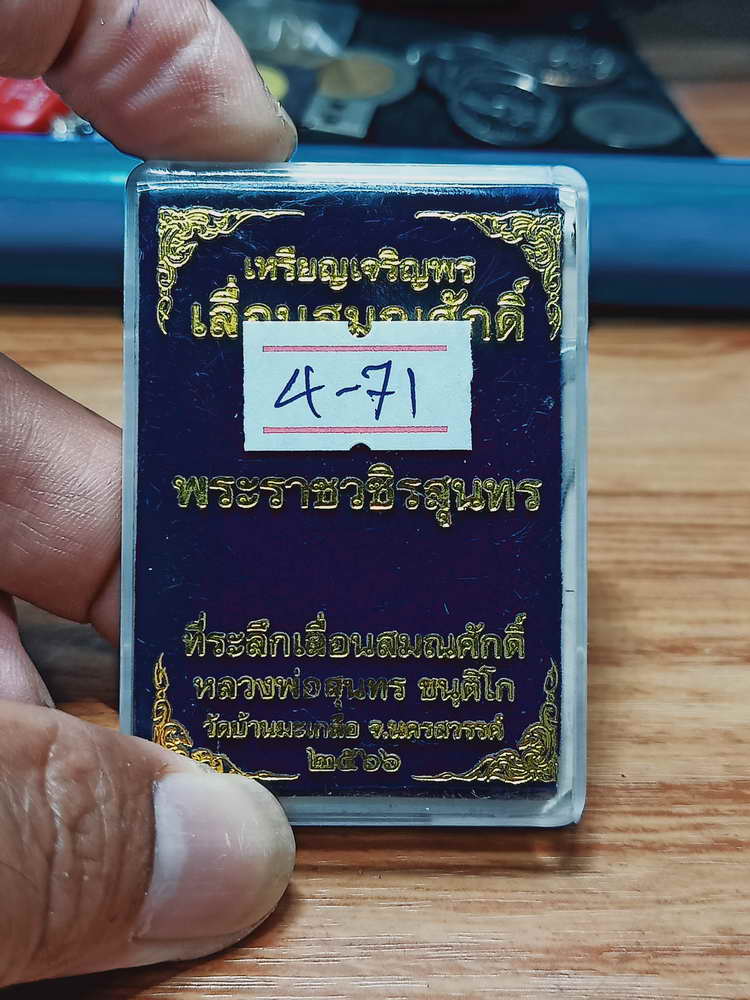 เหรียญเจริญพร
เลื่อนสมณศักดิ์
4-71
พระราชวชิรสุนทร
ที่ระลึกเลื่อนสมณศักดิ์
หลวงพ่อสุนทร ชนุติโก
วัดบ้านมะเกลือ จ.นครสวรรค์
๒๕๖๖